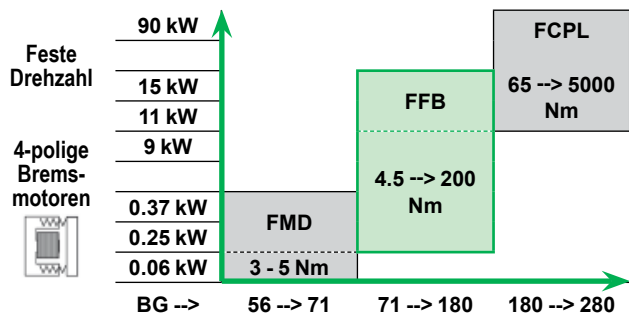 Feste
Drehzahl
4-polige
Brems-
motoren
90 kW
15 kW
11 kW
9 kW
0.37 kW
0.25 kW
0.06 kW
FMD
3 - 5 Nm
FFB
4.5 --> 200
Nm
FCPL
65 --> 5000
Nm
BG -->
56 --> 71
71 --> 180
180 --> 280